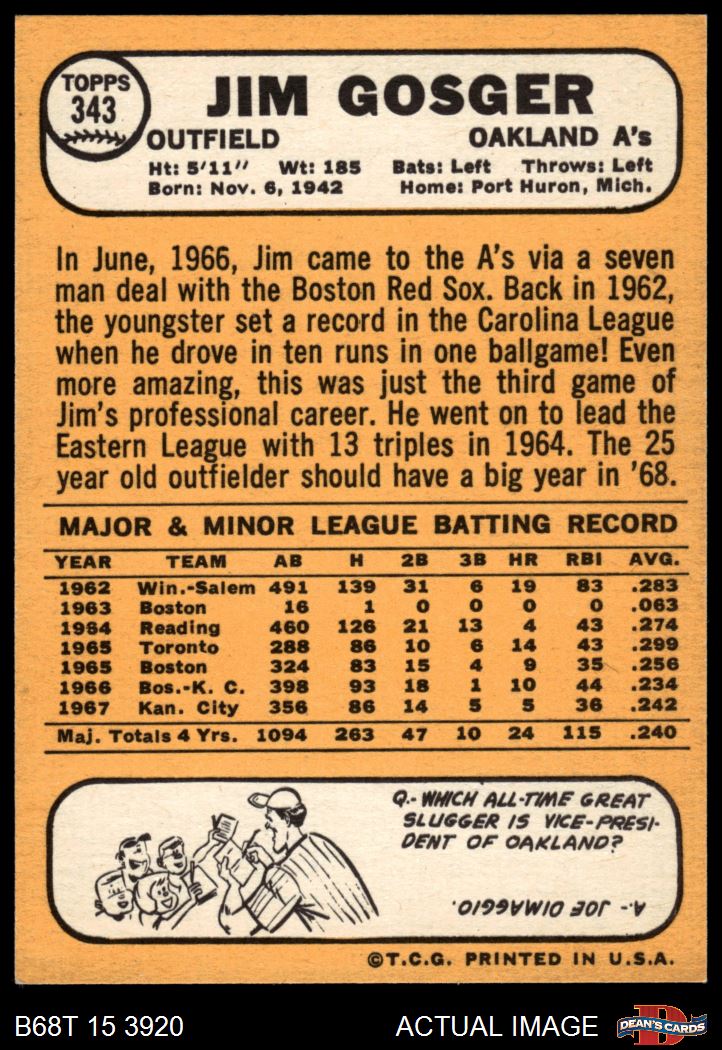 TOPPS
343
JIM GOSGER
OUTFIELD OAKLAND A's
Ht: 5'11" Wt: 185 Bats: Left Throws: Left
Born: Nov. 6, 1942 Home: Port Huron, Mich.
In June, 1966, Jim came to the A's via a seven
man deal with the Boston Red Sox. Back in 1962,
the youngster set a record in the Carolina League
when he drove in ten runs in one ballgame! Even
more amazing, this was just the third game of
Jim's professional career. He went on to lead the
Eastern League with 13 triples in 1964. The 25
year old outfielder should have a big year in '68.
MAJOR & MINOR LEAGUE BATTING RECORD
YEAR TEAM AB H 2B 3B HR RBI AVG.
1962 Win.-Salem 491 139 31 6 19 83 .283
1963 Boston 16 1 0 0 0 0 .063
1984 Reading 460 126 21 13 4 43 .274
1965 Toronto 288 86 10 6 14 43 .299
1965 Boston 324 83 15 4 9 35 .256
1966 Bos.-K. C. 398 93 18 1 10 44 .234
1967 Kan. City 356 86 14 5 5 36 .242
Maj. Totals 4 Yrs. 1094 263 47 10 24 115 .240
Q.- WHICH ALL-TIME GREAT
SLUGGER IS VICE-PRESI-
DENT OF OAKLAND?
A.- JOE DIMAGGIO.
©T.C.G. PRINTED IN U.S.A.
B68T 15 3920 ACTUAL IMAGE D DEAN'S CARDS